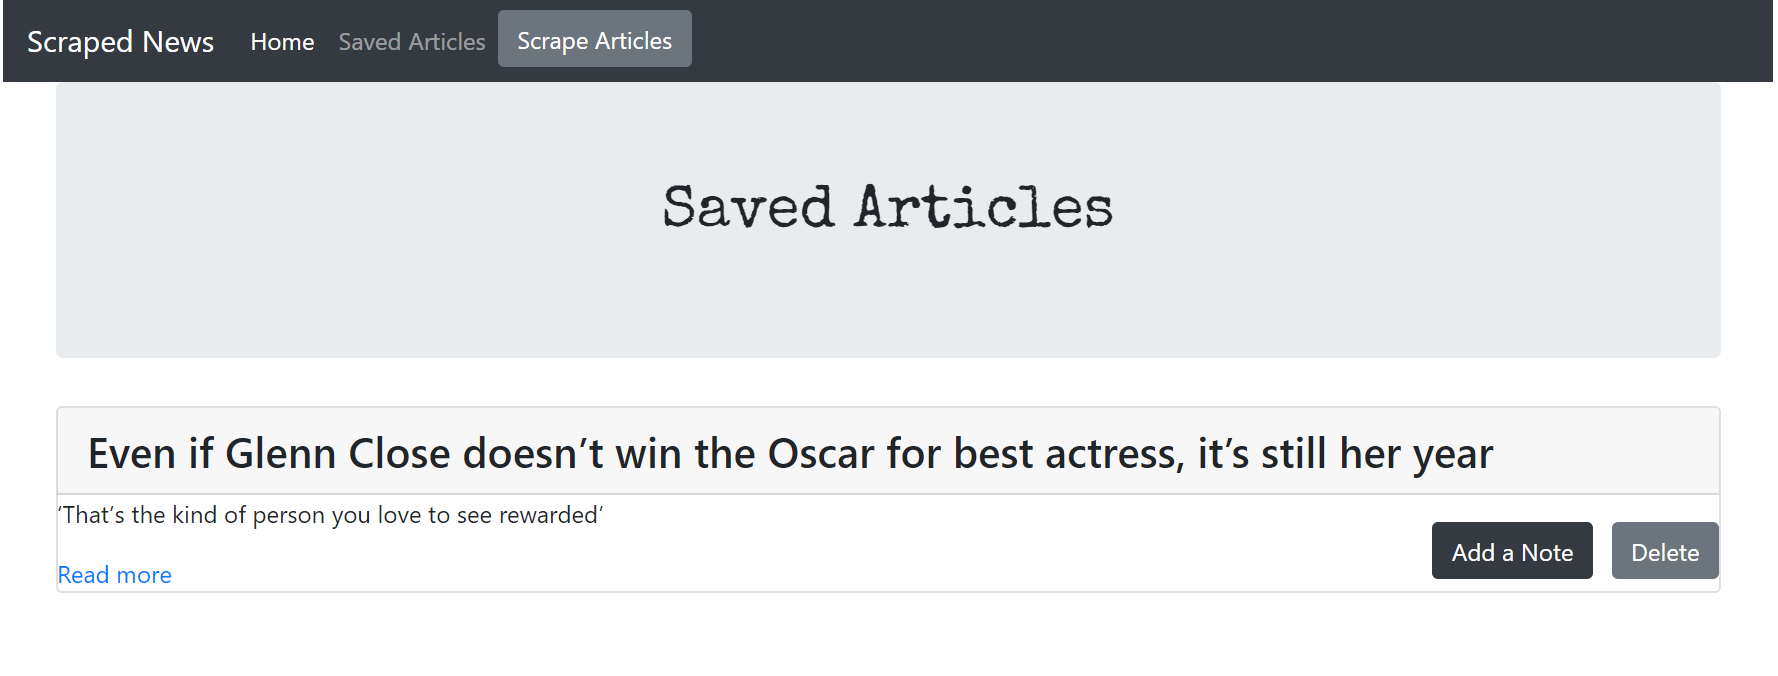 Scraped News Home Saved Articles Scrape Articles
Saved Articles
Even if Glenn Close doesn’t win the Oscar for best actress, it’s still her year
‘That’s the kind of person you love to see rewarded’
Add a Note Delete
Read more